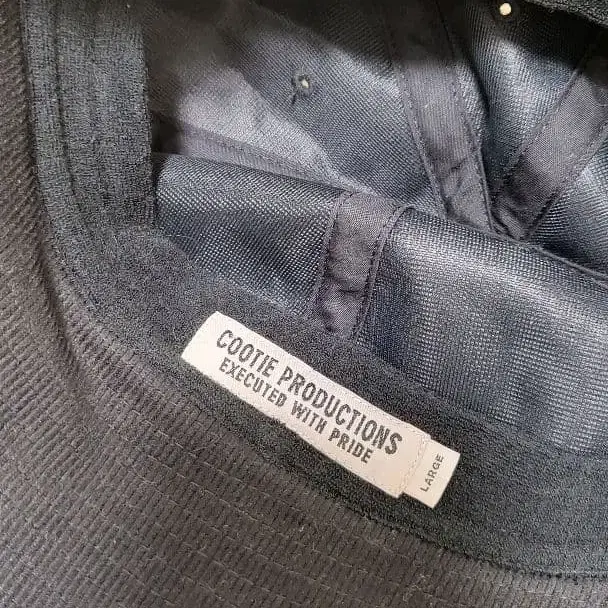 COOTIE PRODUCTIONS
EXECUTED WITH PRIDE
LARGE